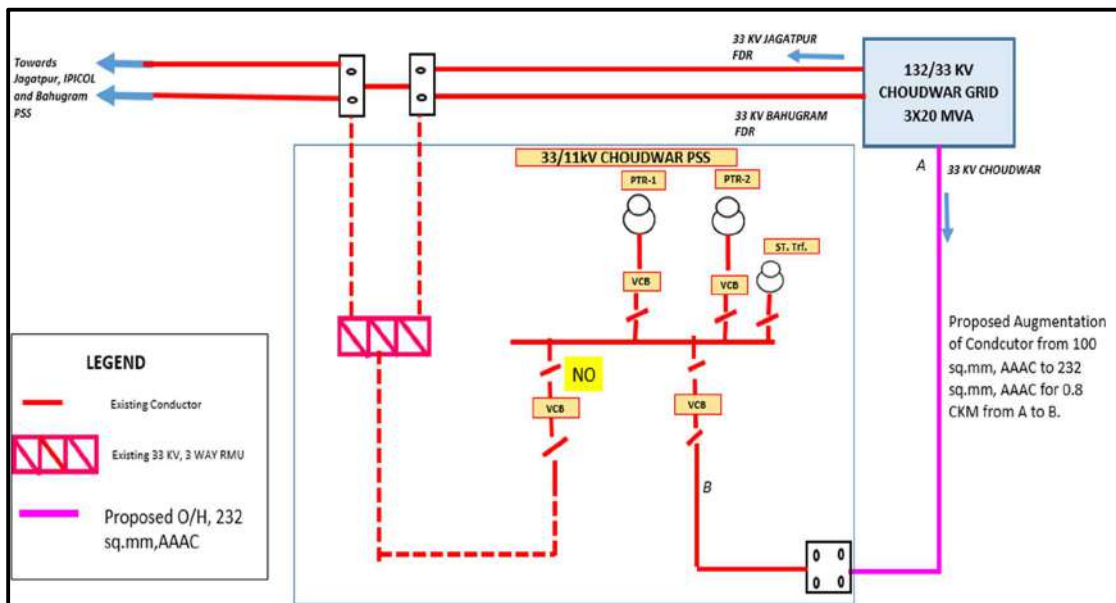 Towards
Jagatpur, IPICOL
and Bahugram
PSS
33 KV JAGATPUR
FDR
33 KV BAHUGRAM
FDR
132/33 KV
CHOUDWAR GRID
3X20 MVA
A
33 KV CHOUDWAR
33/11kV CHOUDWAR PSS
PTR-1
PTR-2
ST. Trf.
VCB
VCB
NO
VCB
VCB
B
Proposed Augmentation
of Condcutor from 100
sq.mm, AAAC to 232
sq.mm, AAAC for 0.8
CKM from A to B.
LEGEND
Existing Conductor
Existing 33 KV, 3 WAY RMU
Proposed O/H, 232
sq.mm,AAAC